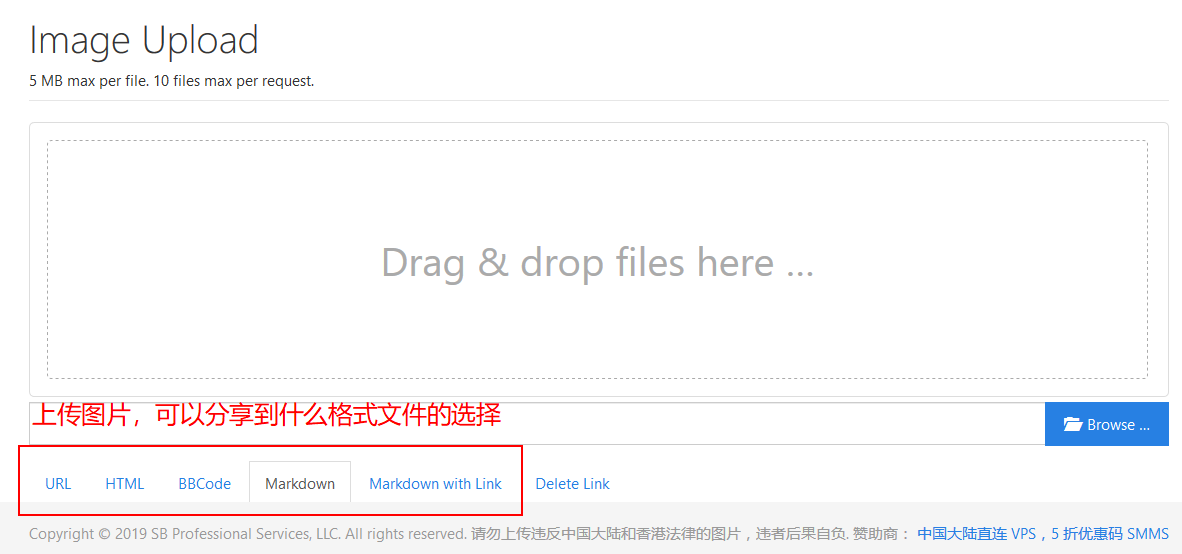 Image Upload
5 MB max per file. 10 files max per request.
Drag & drop files here …
上传图片，可以分享到什么格式文件的选择
Browse …
URL HTML BBCode Markdown Markdown with Link Delete Link
Copyright © 2019 SB Professional Services, LLC. All rights reserved. 请勿上传违反中国大陆和香港法律的图片，违者后果自负. 赞助商： 中国大陆直连 VPS，5 折优惠码 SMMS